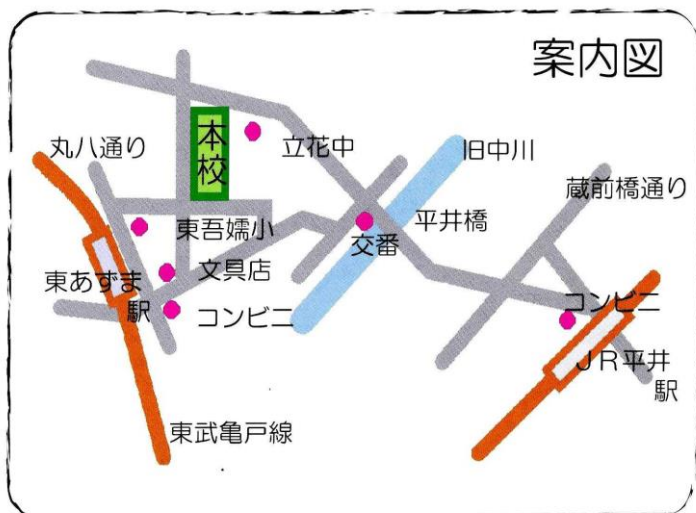 案内図
本校
丸八通り
立花中
旧中川
蔵前橋通り
東吾嬬小
平井橋
交番
東あずま
駅
文具店
コンビニ
コンビニ
JR平井
駅
東武亀戸線